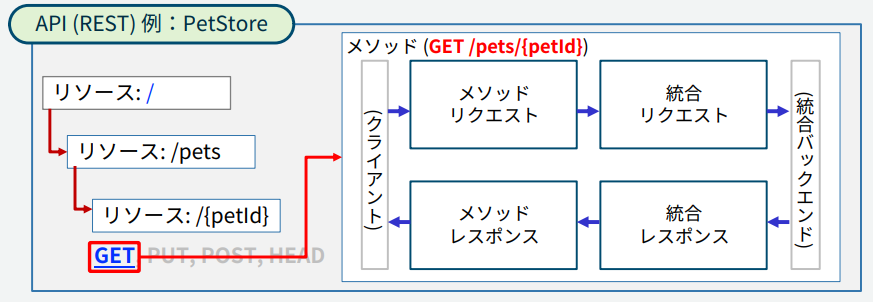 API (REST) 例：PetStore
リソース: /
リソース: /pets
リソース: /{petId}
GET PUT, POST, HEAD
メソッド (GET /pets/{petId})
(クライアント)
メソッド
リクエスト
統合
リクエスト
(統合バックエンド)
メソッド
レスポンス
統合
レスポンス